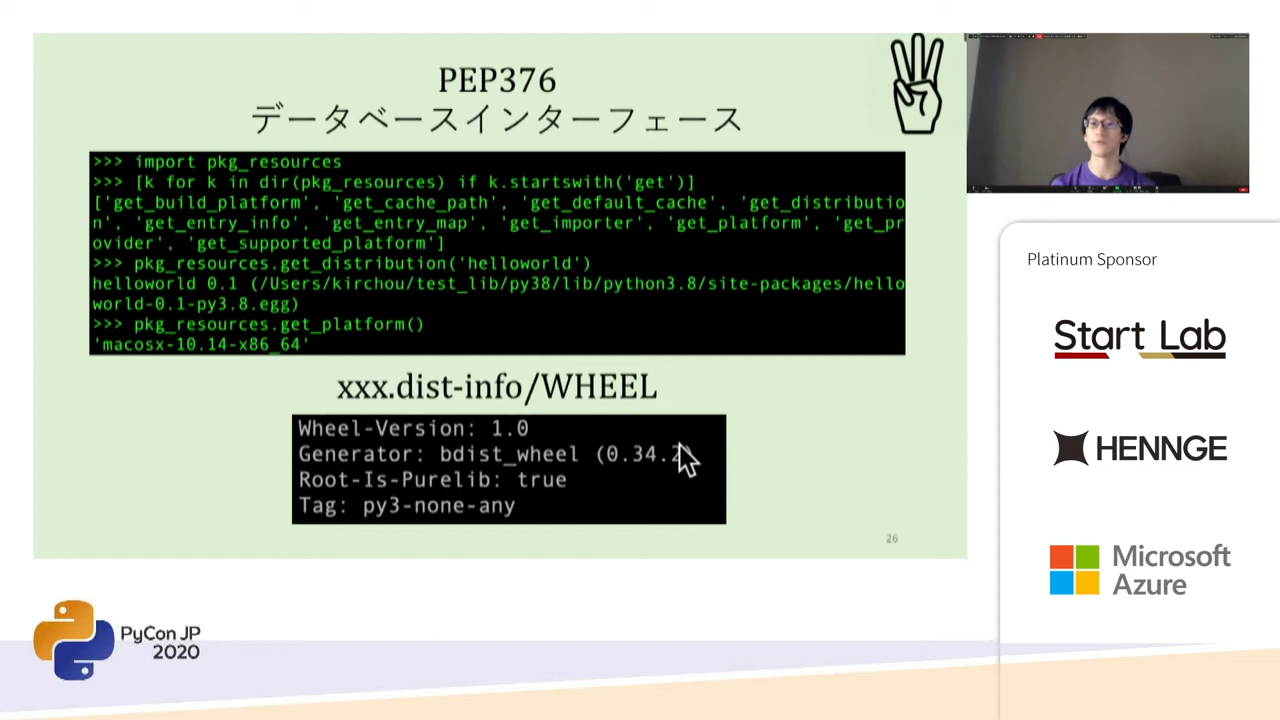 PEP376
データベースインターフェース
>>> import pkg_resources
>>> [k for k in dir(pkg_resources) if k.startswith('get')]
['get_build_platform', 'get_cache_path', 'get_default_cache', 'get_distributio
n', 'get_entry_info', 'get_entry_map', 'get_importer', 'get_platform', 'get_pr
ovider', 'get_supported_platform']
>>> pkg_resources.get_distribution('helloworld')
helloworld 0.1 (/Users/kirchou/test_lib/py38/lib/python3.8/site-packages/hello
world-0.1-py3.8.egg)
>>> pkg_resources.get_platform()
'macosx-10.14-x86_64'
xxx.dist-info/WHEEL
Wheel-Version: 1.0
Generator: bdist_wheel (0.34.2)
Root-Is-Purelib: true
Tag: py3-none-any
26
Platinum Sponsor
Start Lab
HENNGE
Microsoft
Azure
PyCon JP
2020